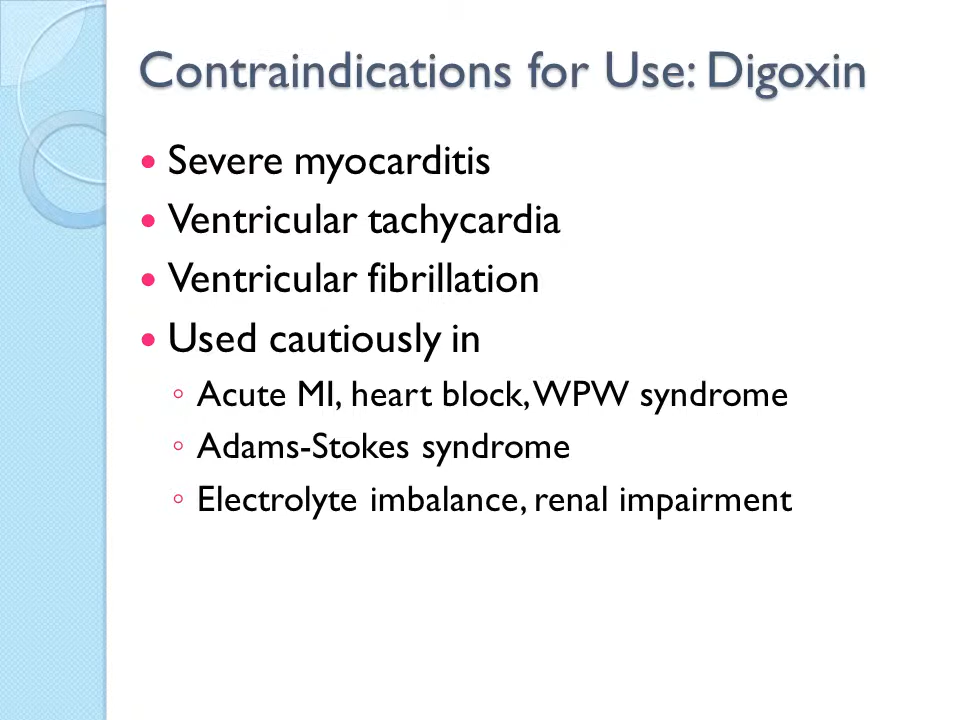 Contraindications for Use: Digoxin
• Severe myocarditis
• Ventricular tachycardia
• Ventricular fibrillation
• Used cautiously in
◦ Acute MI, heart block, WPW syndrome
◦ Adams-Stokes syndrome
◦ Electrolyte imbalance, renal impairment